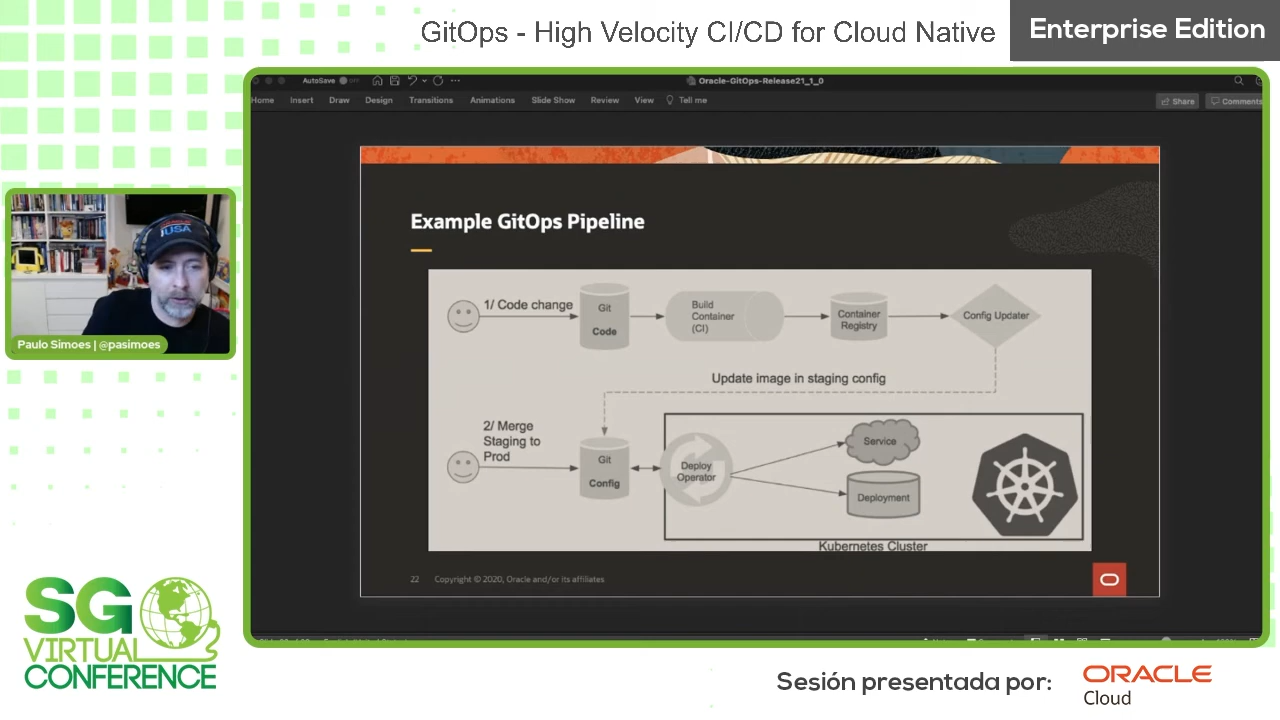 GitOps - High Velocity CI/CD for Cloud Native
Enterprise Edition
AutoSave
OFF
Oracle-GitOps-Release21_1_0
Home Insert Draw Design Transitions Animations Slide Show Review View Tell me
Share
Comments
Example GitOps Pipeline
1/ Code change
Git
Code
Build
Container
(CI)
Container
Registry
Config Updater
Update image in staging config
2/ Merge
Staging to
Prod
Git
Config
Deploy
Operator
Service
Deployment
Kubernetes Cluster
22 Copyright © 2020, Oracle and/or its affiliates
USA
Paulo Simoes | @pasimoes
SG
VIRTUAL
CONFERENCE
Sesión presentada por:
ORACLE
Cloud